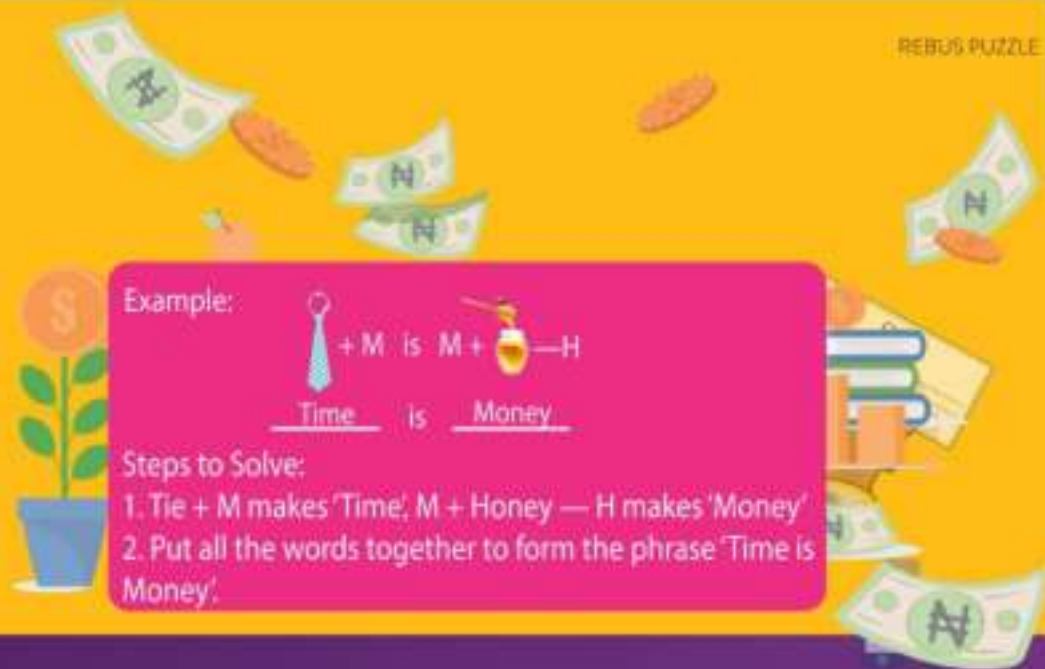 REBUS PUZZLE
Example:
+ M is M + —H
Time is Money
Steps to Solve:
1. Tie + M makes 'Time', M + Honey — H makes 'Money'
2. Put all the words together to form the phrase 'Time is
Money'.